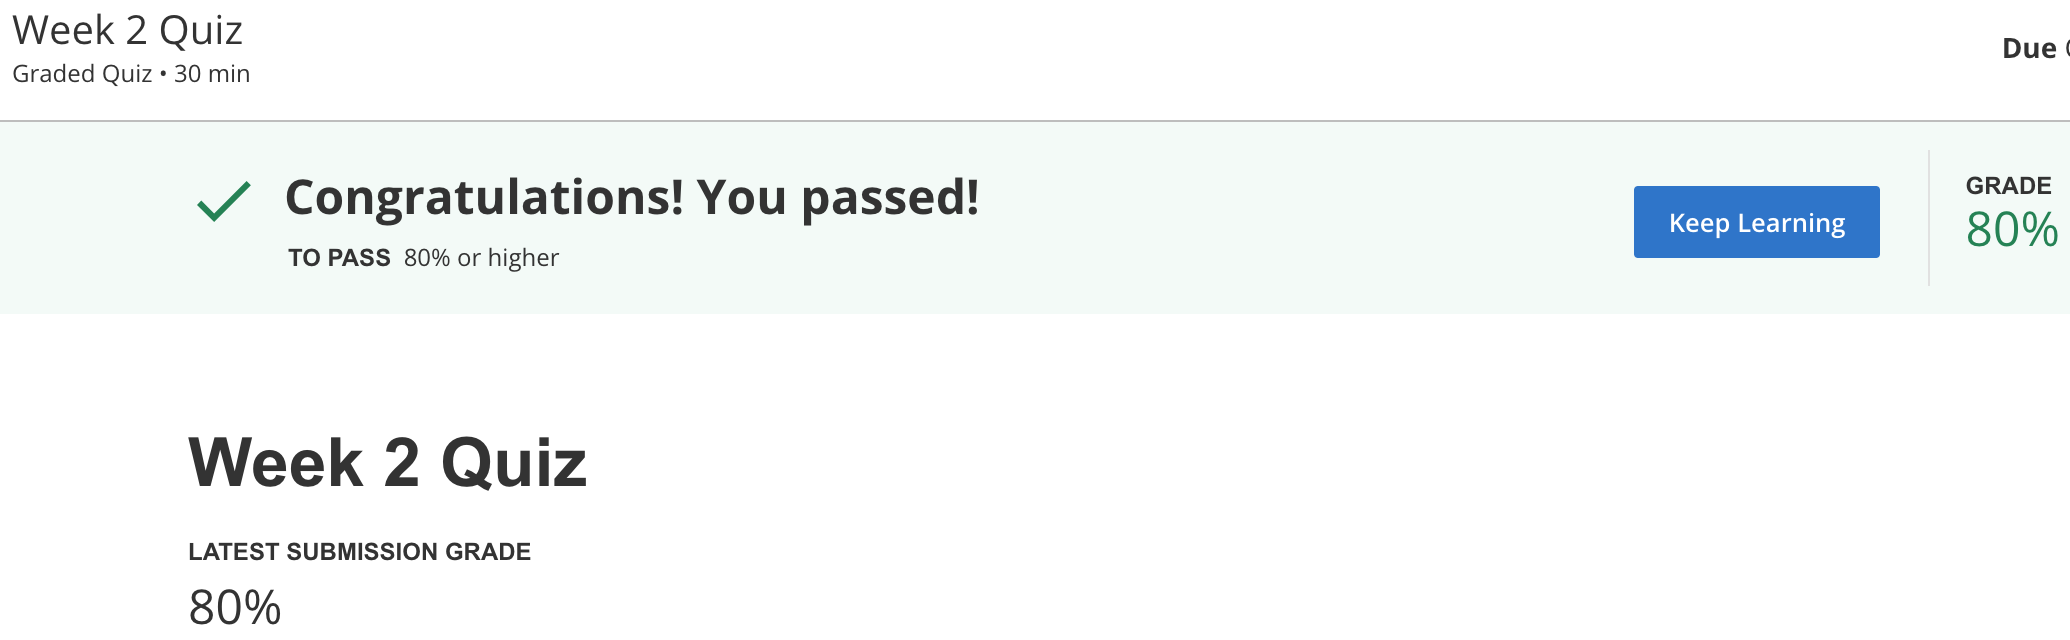 Week 2 Quiz
Graded Quiz • 30 min
Due
Congratulations! You passed!
TO PASS 80% or higher
Keep Learning
GRADE
80%
Week 2 Quiz
LATEST SUBMISSION GRADE
80%